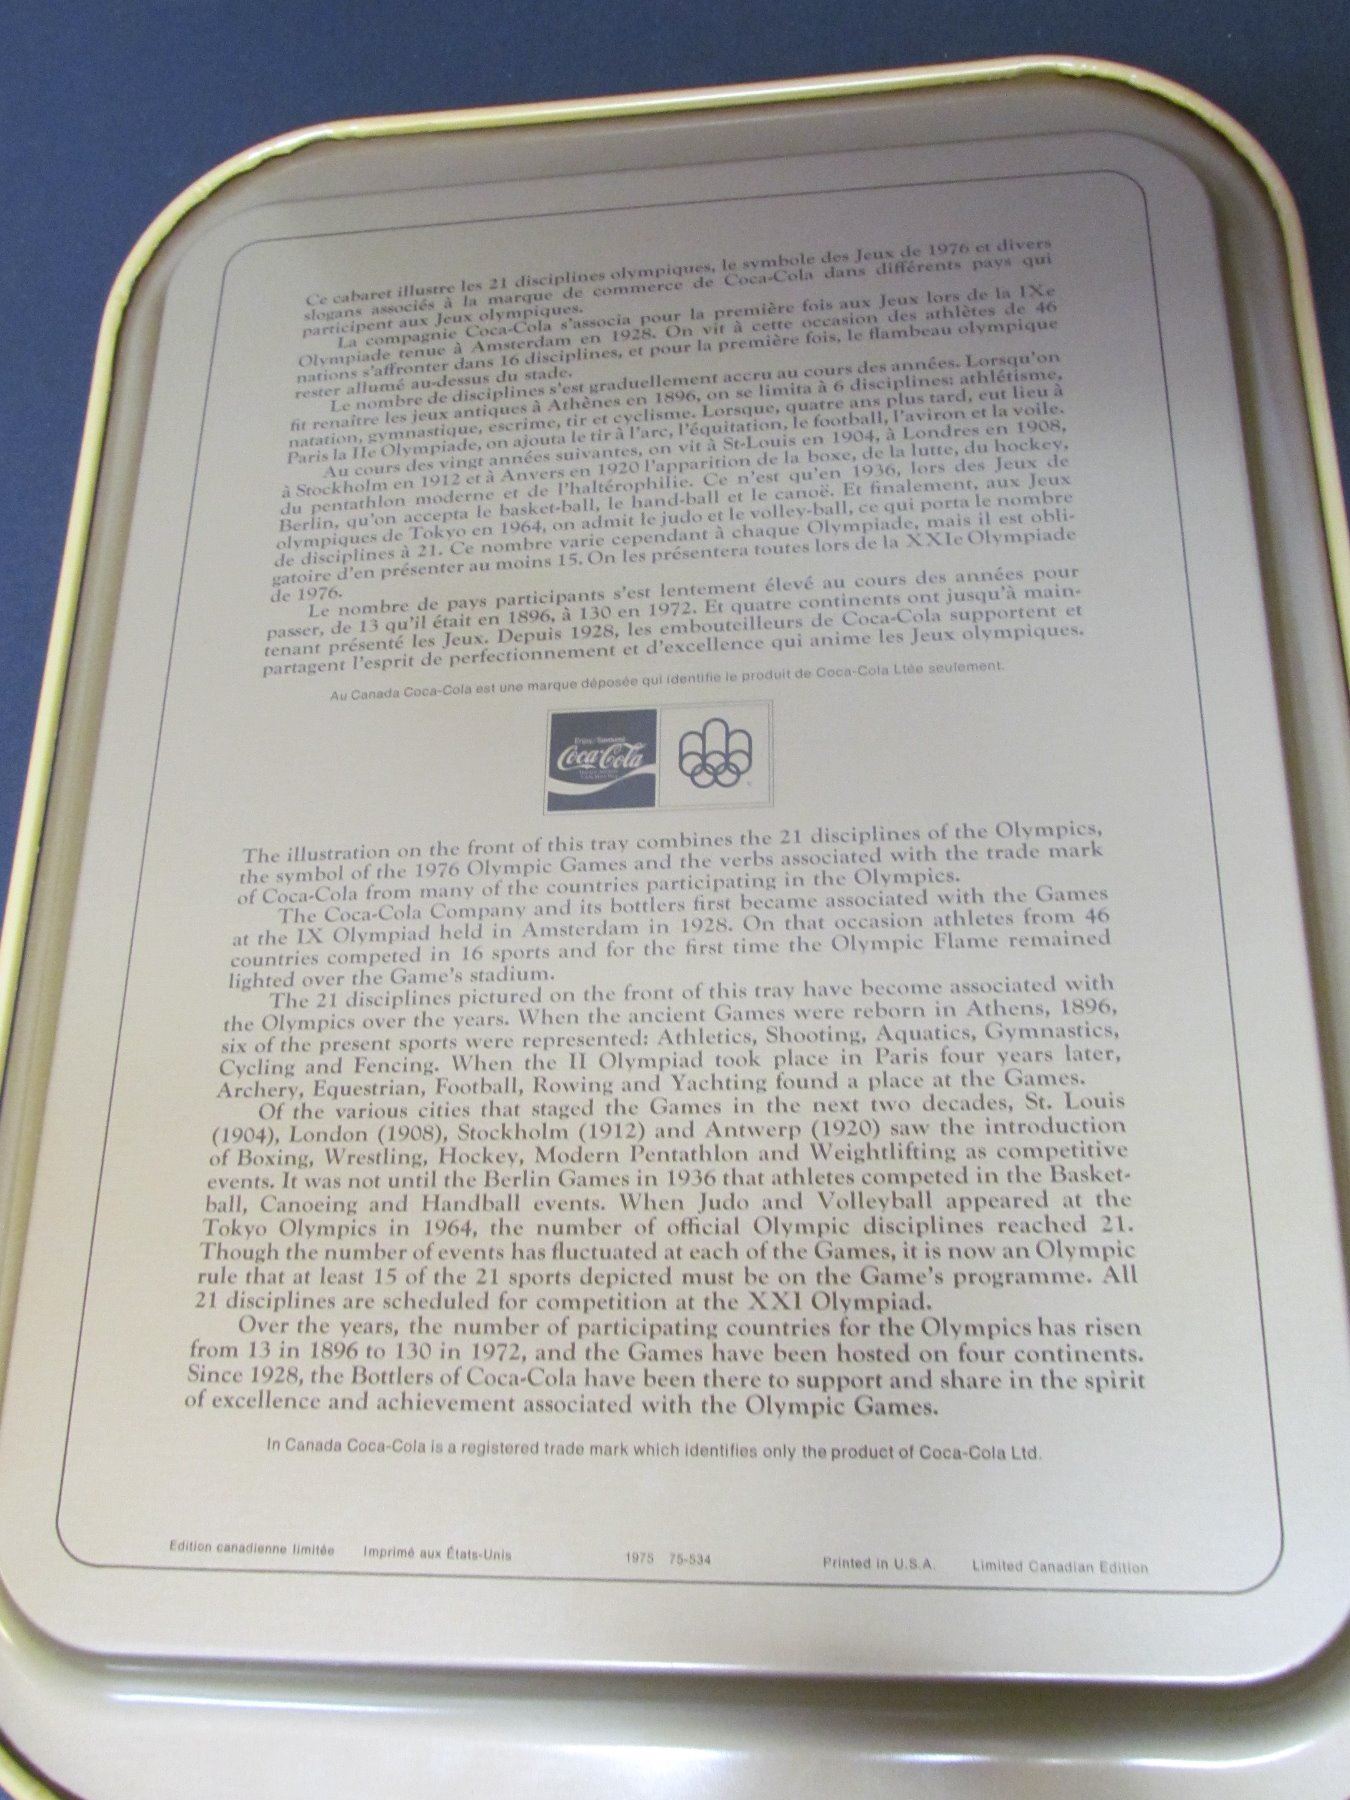 Ce cabaret illustre les 21 disciplines olympiques, le symbole des Jeux de 1976 et divers
slogans associés à la marque de commerce de Coca-Cola dans différents pays qui
participent aux Jeux olympiques.
La compagnie Coca-Cola s'associa pour la première fois aux Jeux lors de la IXe
Olympiade tenue à Amsterdam en 1928. On vit à cette occasion des athlètes de 46
nations s'affronter dans 16 disciplines, et pour la première fois, le flambeau olympique
rester allumé au-dessus du stade.
Le nombre de disciplines s'est graduellement accru au cours des années. Lorsqu'on
fit renaître les jeux antiques à Athènes en 1896, on se limita à 6 disciplines: athlétisme,
natation, gymnastique, escrime, tir et cyclisme. Lorsque, quatre ans plus tard, eut lieu à
Paris la IIe Olympiade, on ajouta le tir à l'arc, l'équitation, le football, l'aviron et la voile.
Au cours des vingt années suivantes, on vit à St-Louis en 1904, à Londres en 1908,
à Stockholm en 1912 et à Anvers en 1920 l'apparition de la boxe, de la lutte, du hockey,
du pentathlon moderne et de l'haltérophilie. Ce n'est qu'en 1936, lors des Jeux de
Berlin, qu'on accepta le basket-ball, le hand-ball et le canoë. Et finalement, aux Jeux
olympiques de Tokyo en 1964, on admit le judo et le volley-ball, ce qui porta le nombre
de disciplines à 21. Ce nombre varie cependant à chaque Olympiade, mais il est obli-
gatoire d'en présenter au moins 15. On les présentera toutes lors de la XXIe Olympiade
de 1976.
Le nombre de pays participants s'est lentement élevé au cours des années pour
passer, de 13 qu'il était en 1896, à 130 en 1972. Et quatre continents ont jusqu'à main-
tenant présenté les Jeux. Depuis 1928, les embouteilleurs de Coca-Cola supportent et
partagent l'esprit de perfectionnement et d'excellence qui anime les Jeux olympiques.
Au Canada Coca-Cola est une marque déposée qui identifie le produit de Coca-Cola Ltée seulement.
Coca-Cola
The illustration on the front of this tray combines the 21 disciplines of the Olympics,
the symbol of the 1976 Olympic Games and the verbs associated with the trade mark
of Coca-Cola from many of the countries participating in the Olympics.
The Coca-Cola Company and its bottlers first became associated with the Games
at the IX Olympiad held in Amsterdam in 1928. On that occasion athletes from 46
countries competed in 16 sports and for the first time the Olympic Flame remained
lighted over the Game's stadium.
The 21 disciplines pictured on the front of this tray have become associated with
the Olympics over the years. When the ancient Games were reborn in Athens, 1896,
six of the present sports were represented: Athletics, Shooting, Aquatics, Gymnastics,
Cycling and Fencing. When the II Olympiad took place in Paris four years later,
Archery, Equestrian, Football, Rowing and Yachting found a place at the Games.
Of the various cities that staged the Games in the next two decades, St. Louis
(1904), London (1908), Stockholm (1912) and Antwerp (1920) saw the introduction
of Boxing, Wrestling, Hockey, Modern Pentathlon and Weightlifting as competitive
events. It was not until the Berlin Games in 1936 that athletes competed in the Basket-
ball, Canoeing and Handball events. When Judo and Volleyball appeared at the
Tokyo Olympics in 1964, the number of official Olympic disciplines reached 21.
Though the number of events has fluctuated at each of the Games, it is now an Olympic
rule that at least 15 of the 21 sports depicted must be on the Game's programme. All
21 disciplines are scheduled for competition at the XXI Olympiad.
Over the years, the number of participating countries for the Olympics has risen
from 13 in 1896 to 130 in 1972, and the Games have been hosted on four continents.
Since 1928, the Bottlers of Coca-Cola have been there to support and share in the spirit
of excellence and achievement associated with the Olympic Games.
In Canada Coca-Cola is a registered trade mark which identifies only the product of Coca-Cola Ltd.
Edition canadienne limitée Imprimé aux États-Unis 1975 75-534 Printed in U.S.A. Limited Canadian Edition